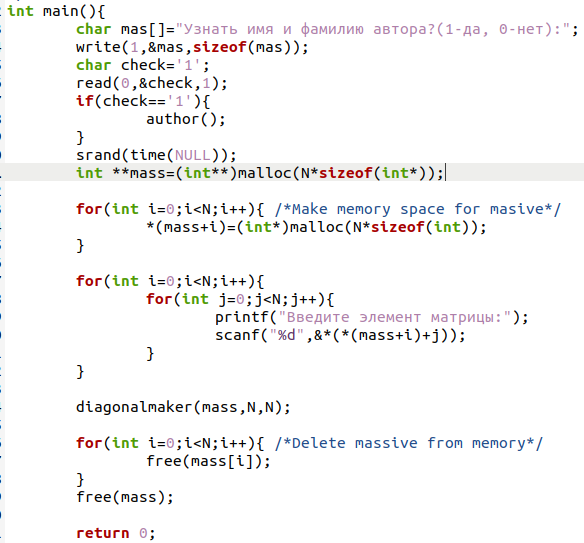 int main(){
char mas[]="Узнать имя и фамилию автора?(1-да, 0-нет):";
write(1,&mas,sizeof(mas));
char check='1';
read(0,&check,1);
if(check=='1'){
author();
}
srand(time(NULL));
int **mass=(int**)malloc(N*sizeof(int*));
for(int i=0;i<N;i++){ /*Make memory space for masive*/
*(mass+i)=(int*)malloc(N*sizeof(int));
}
for(int i=0;i<N;i++){
for(int j=0;j<N;j++){
printf("Введите элемент матрицы:");
scanf("%d",&*(*(mass+i)+j));
}
}
diagonalmaker(mass,N,N);
for(int i=0;i<N;i++){ /*Delete massive from memory*/
free(mass[i]);
}
free(mass);
return 0;